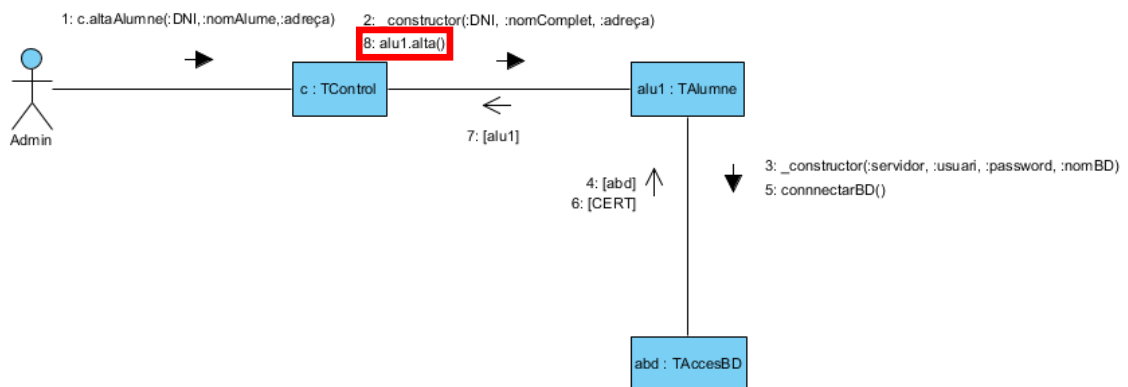 1: c.altaAlumne(:DNI,:nomAlume,:adreça)
2: _constructor(:DNI, :nomComplet, :adreça)
8: alu1.alta()
c : TControl
alu1 : TAlumne
Admin
7: [alu1]
4: [abd]
6: [CERT]
3: _constructor(:servidor, :usuari, :password, :nomBD)
5: connnectarBD()
abd : TAccesBD